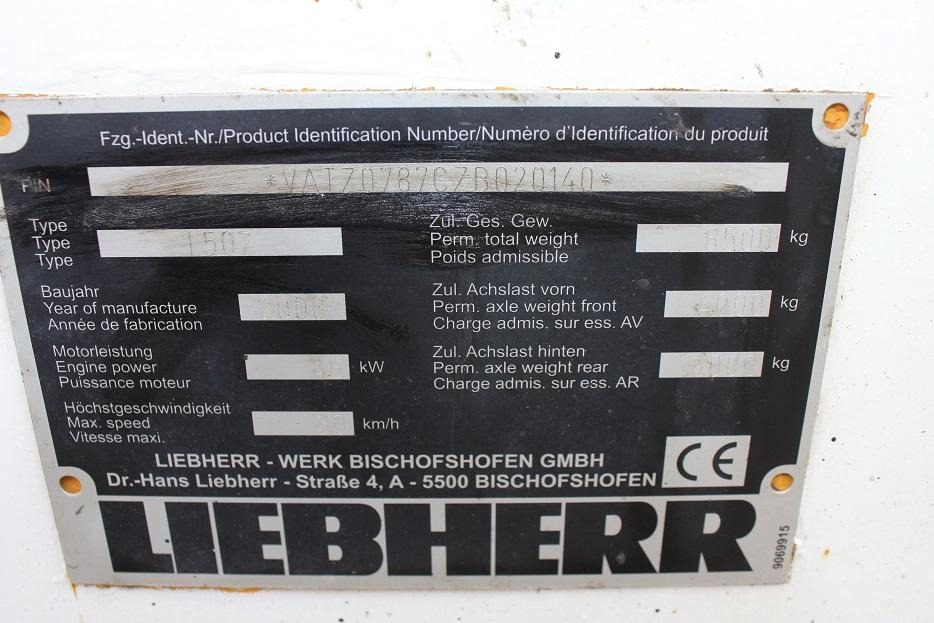 Fzg.-Ident.-Nr./Product Identification Number/Numèro d'Identification du produit
PIN *VATZ0787CZB020140*
Type
Type L507
Type
Zul. Ges. Gew.
Perm. total weight 6500 kg
Poids admissible
Baujahr
Year of manufacture
Année de fabrication
Zul. Achslast vorn
Perm. axle weight front kg
Charge admis. sur ess. AV
Motorleistung
Engine power kW
Puissance moteur
Zul. Achslast hinten
Perm. axle weight rear kg
Charge admis. sur ess. AR
Höchstgeschwindigkeit
Max. speed km/h
Vitesse maxi.
LIEBHERR - WERK BISCHOFSHOFEN GMBH
Dr.-Hans Liebherr - Straße 4, A - 5500 BISCHOFSHOFEN
CE
LIEBHERR
9069915